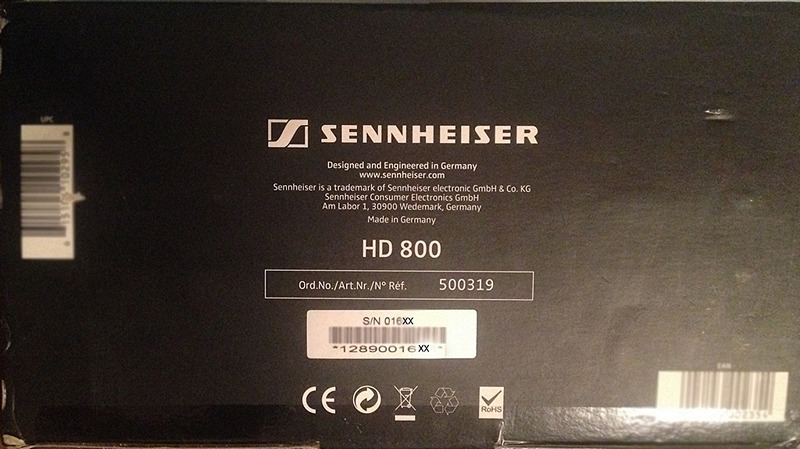 SENNHEISER
Designed and Engineered in Germany
www.sennheiser.com
Sennheiser is a trademark of Sennheiser electronic GmbH & Co. KG
Sennheiser Consumer Electronics GmbH
Am Labor 1, 30900 Wedemark, Germany
Made in Germany
HD 800
Ord.No./Art.Nr./N° Réf. 500319
S/N 016XX
*12890016XX*
CE
RoHS
UPC
EAN